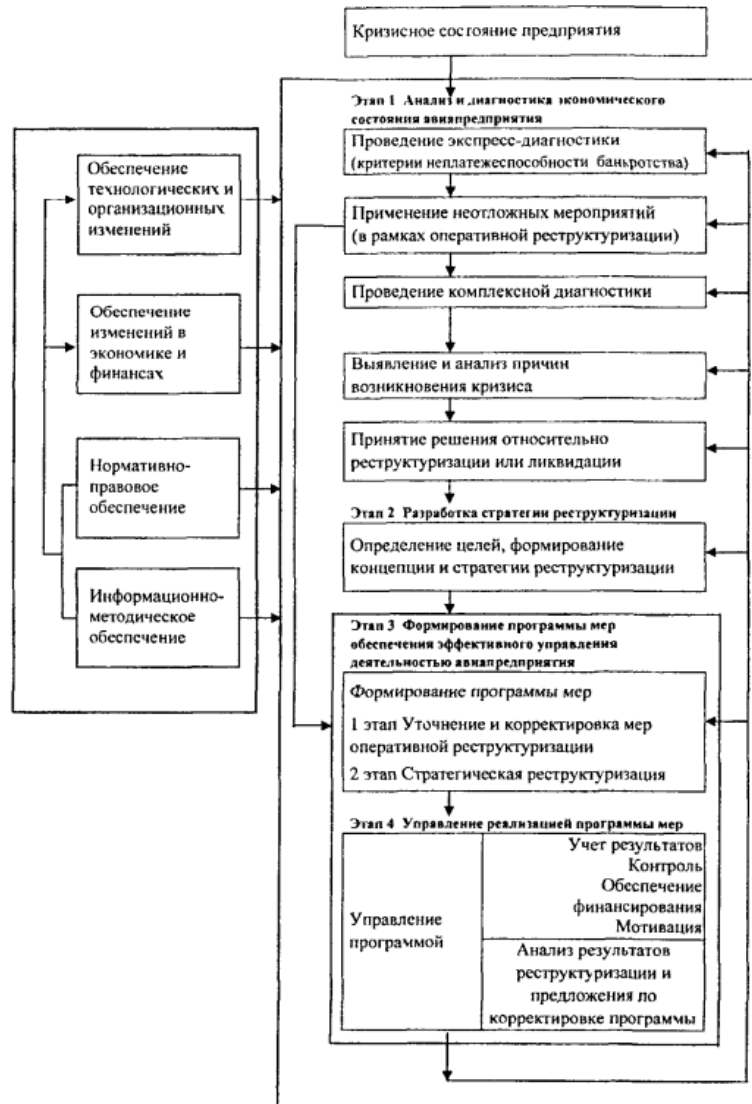 Кризисное состояние предприятия
Этап 1 Анализ и диагностика экономического
состояния авиапредприятия
Проведение экспресс-диагностики
(критерии неплатежеспособности банкротства)
Применение неотложных мероприятий
(в рамках оперативной реструктуризации)
Проведение комплексной диагностики
Выявление и анализ причин
возникновения кризиса
Принятие решения относительно
реструктуризации или ликвидации
Этап 2 Разработка стратегии реструктуризации
Определение целей, формирование
концепции и стратегии реструктуризации
Этап 3 Формирование программы мер
обеспечения эффективного управления
деятельностью авиапредприятия
Формирование программы мер
1 этап Уточнение и корректировка мер
оперативной реструктуризации
2 этап Стратегическая реструктуризация
Этап 4 Управление реализацией программы мер
Управление
программой
Учет результатов
Контроль
Обеспечение
финансирования
Мотивация
Анализ результатов
реструктуризации и
предложения по
корректировке программы
Обеспечение
технологических и
организационных
изменений
Обеспечение
изменений в
экономике и
финансах
Нормативно-
правовое
обеспечение
Информационно-
методическое
обеспечение